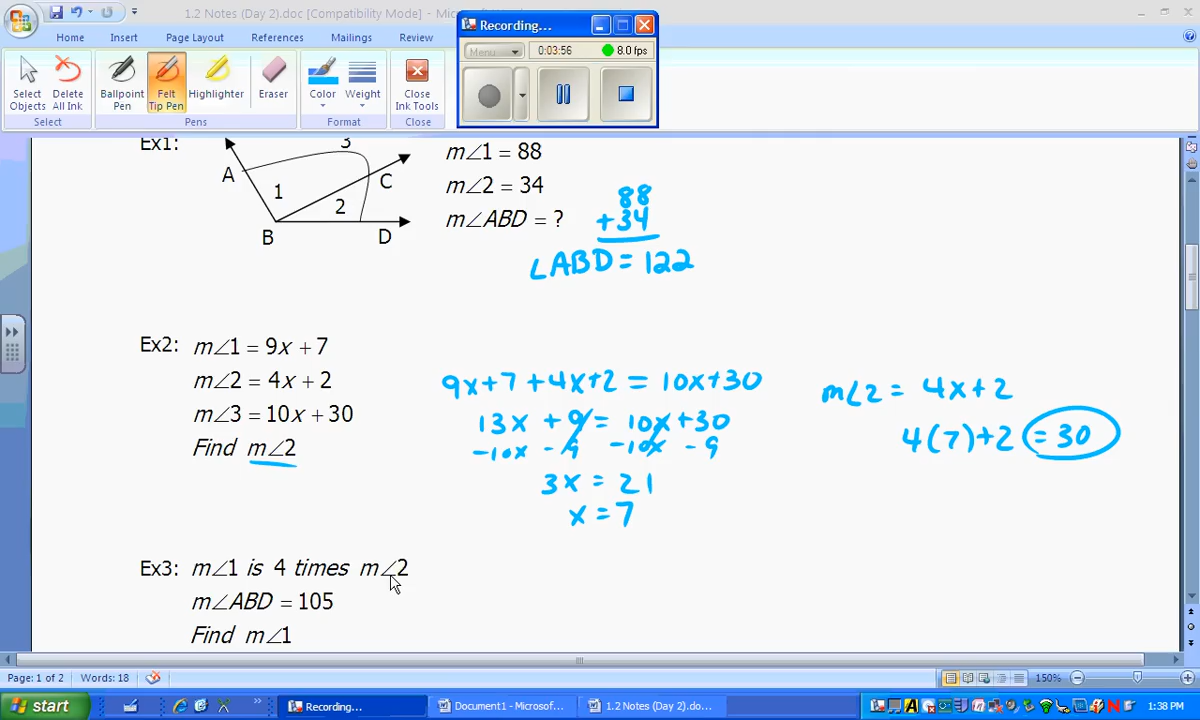 1.2 Notes (Day 2).doc [Compatibility Mode] - Mi
Recording...
Home Insert Page Layout References Mailings Review
Menu 0:03:56 8.0 fps
Select Objects
Delete All Ink
Ballpoint Pen
Felt Tip Pen
Highlighter
Eraser
Color
Weight
Close Ink Tools
Select Pens Format Close
Ex1:
3
A
1
C
2
B
D
m∠1 = 88
m∠2 = 34
m∠ABD = ?
88
+34
∠ABD = 122
Ex2: m∠1 = 9x + 7
m∠2 = 4x + 2
m∠3 = 10x + 30
Find m∠2
9x+7 +4x+2 = 10x+30
13x + 9 = 10x +30
-10x - 9 -10x - 9
3x = 21
x = 7
m∠2 = 4x+2
4(7)+2 = 30
Ex3: m∠1 is 4 times m∠2
m∠ABD = 105
Find m∠1
Page: 1 of 2 Words: 18 150%
start Recording... Document1 - Microsof... 1.2 Notes (Day 2).do... 1:38 PM